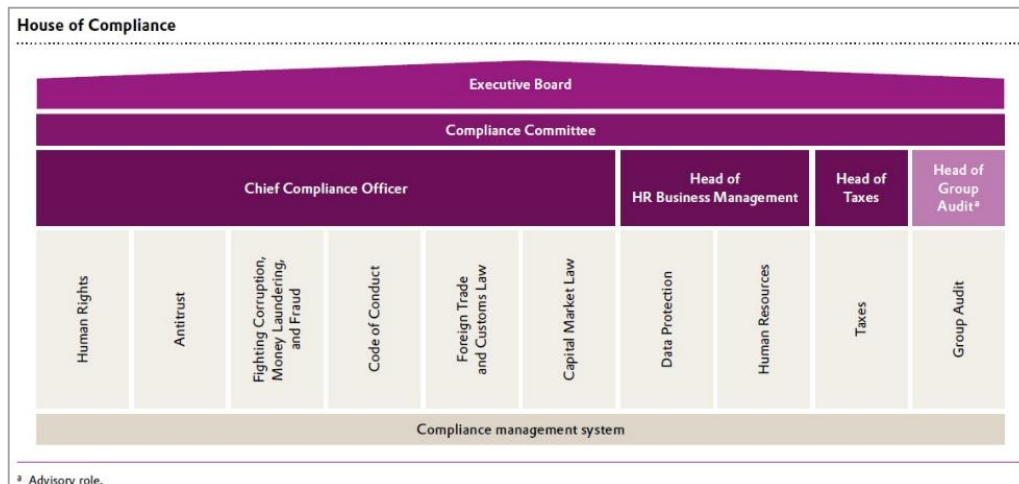 House of Compliance
Executive Board
Compliance Committee
Chief Compliance Officer
Head of
HR Business Management
Head of
Taxes
Head of
Group
Auditᵃ
Human Rights
Antitrust
Fighting Corruption,
Money Laundering,
and Fraud
Code of Conduct
Foreign Trade
and Customs Law
Capital Market Law
Data Protection
Human Resources
Taxes
Group Audit
Compliance management system
ᵃ Advisory role.